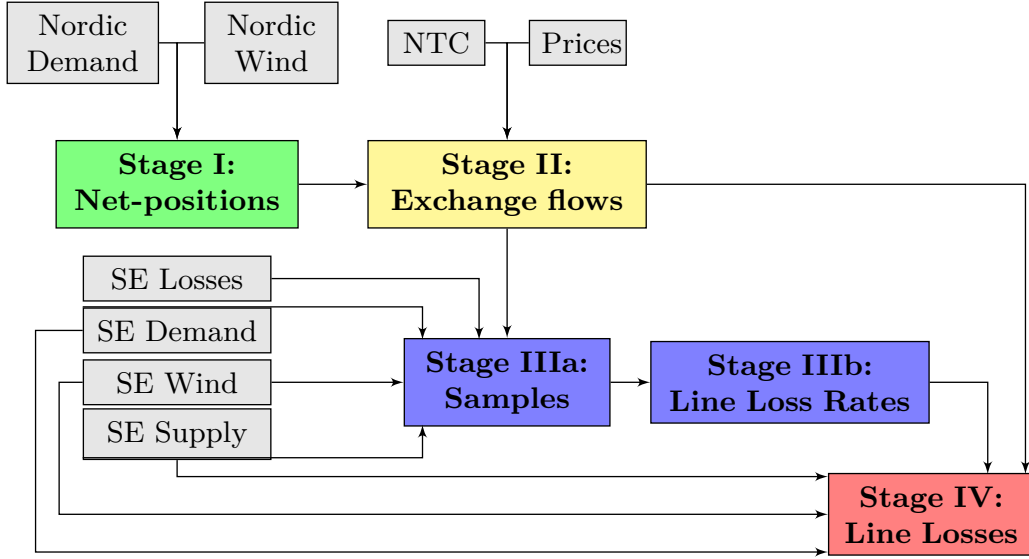 Nordic
Demand
Nordic
Wind
NTC
Prices
Stage I:
Net-positions
Stage II:
Exchange flows
SE Losses
SE Demand
SE Wind
SE Supply
Stage IIIa:
Samples
Stage IIIb:
Line Loss Rates
Stage IV:
Line Losses